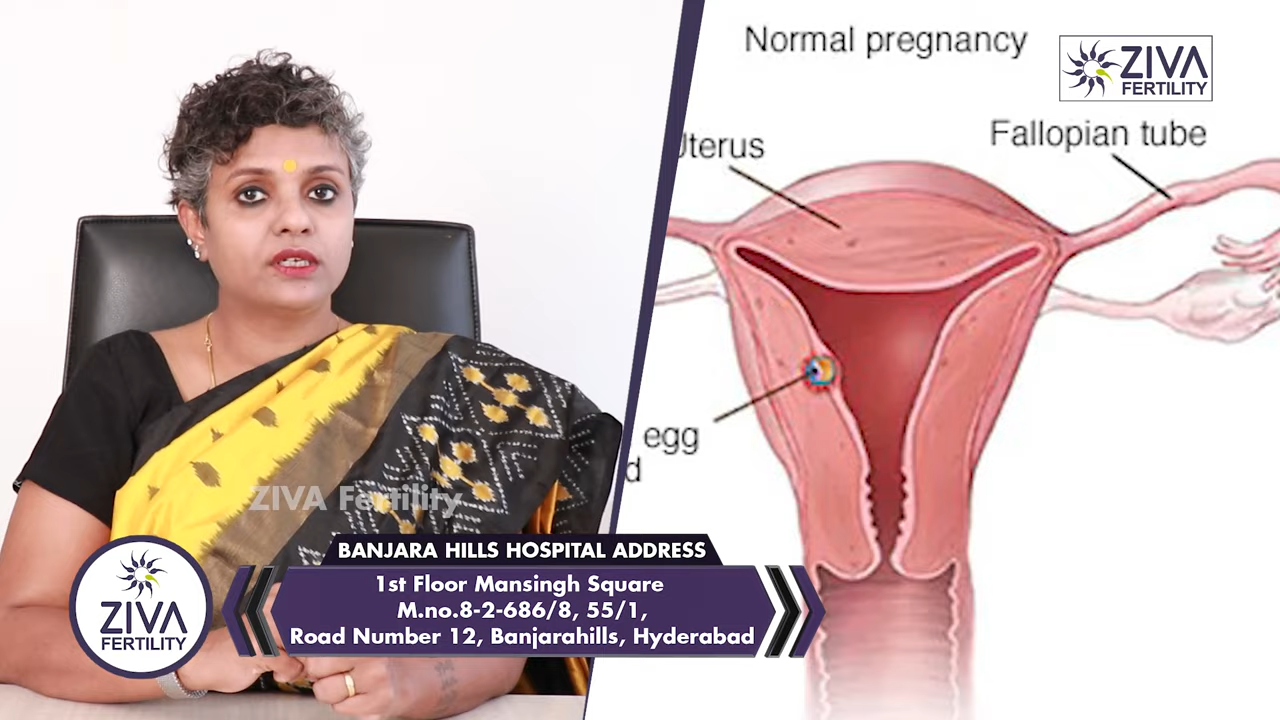 Normal pregnancy
ZIVA
FERTILITY
Uterus
Fallopian tube
egg
d
ZIVA Fertility
BANJARA HILLS HOSPITAL ADDRESS
1st Floor Mansingh Square
M.no.8-2-686/8, 55/1,
Road Number 12, Banjarahills, Hyderabad
ZIVA
FERTILITY